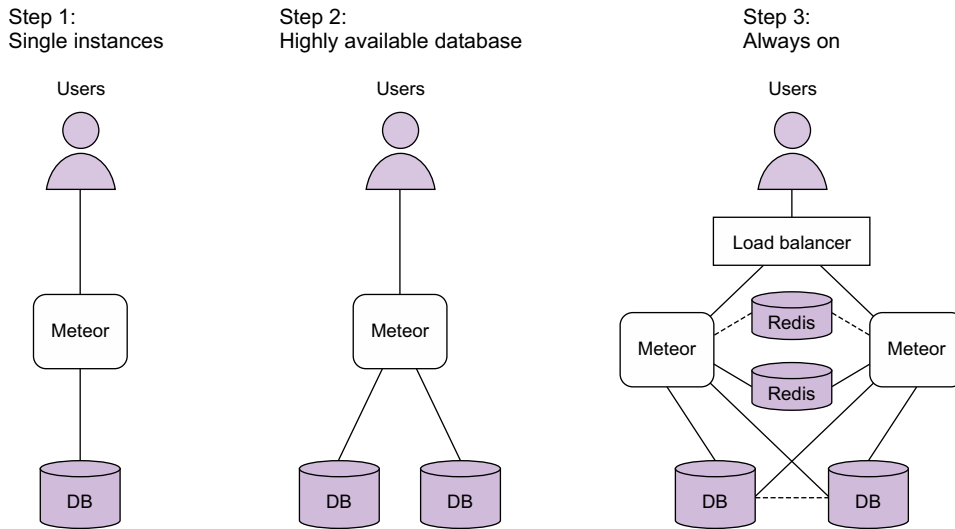 Step 1:
Single instances
Users
Meteor
DB
Step 2:
Highly available database
Users
Meteor
DB
DB
Step 3:
Always on
Users
Load balancer
Redis
Meteor
Meteor
Redis
DB
DB